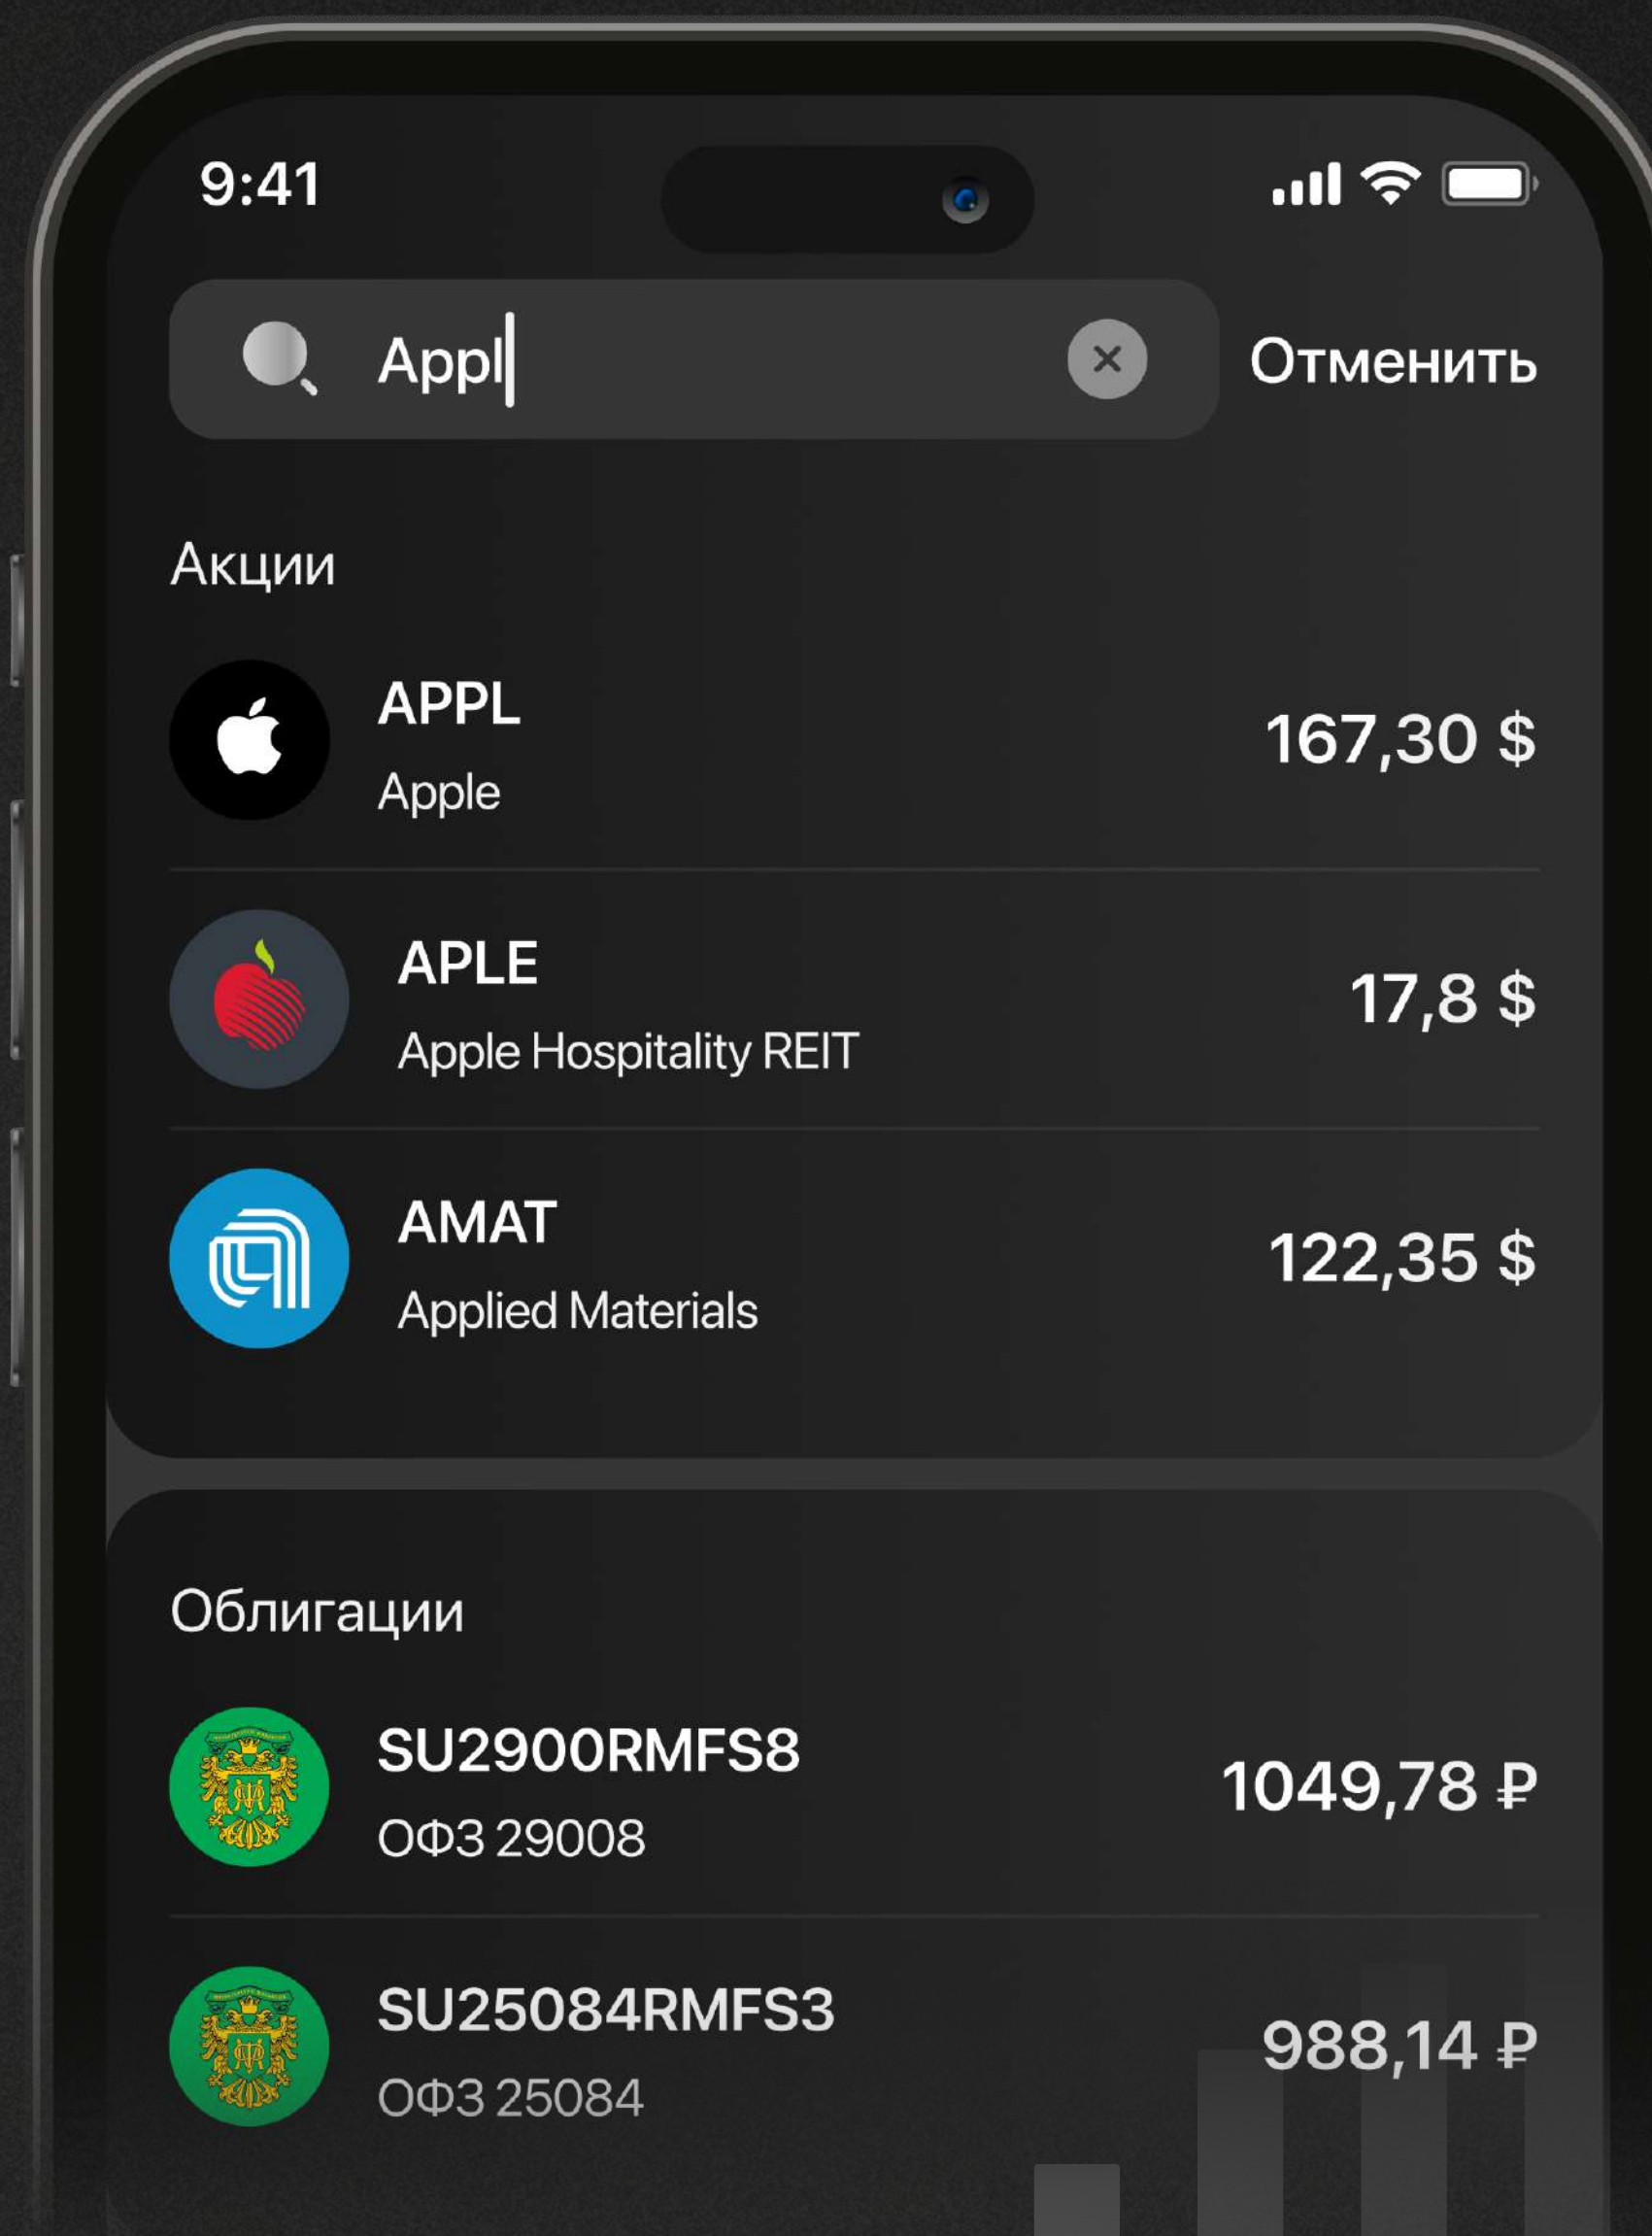 9:41
Appl
Отменить
Акции
APPL
167,30 $
Apple
APLE
17,8 $
Apple Hospitality REIT
AMAT
122,35 $
Applied Materials
Облигации
SU2900RMFS8
1049,78 ₽
ОФЗ 29008
SU25084RMFS3
988,14 ₽
ОФЗ 25084